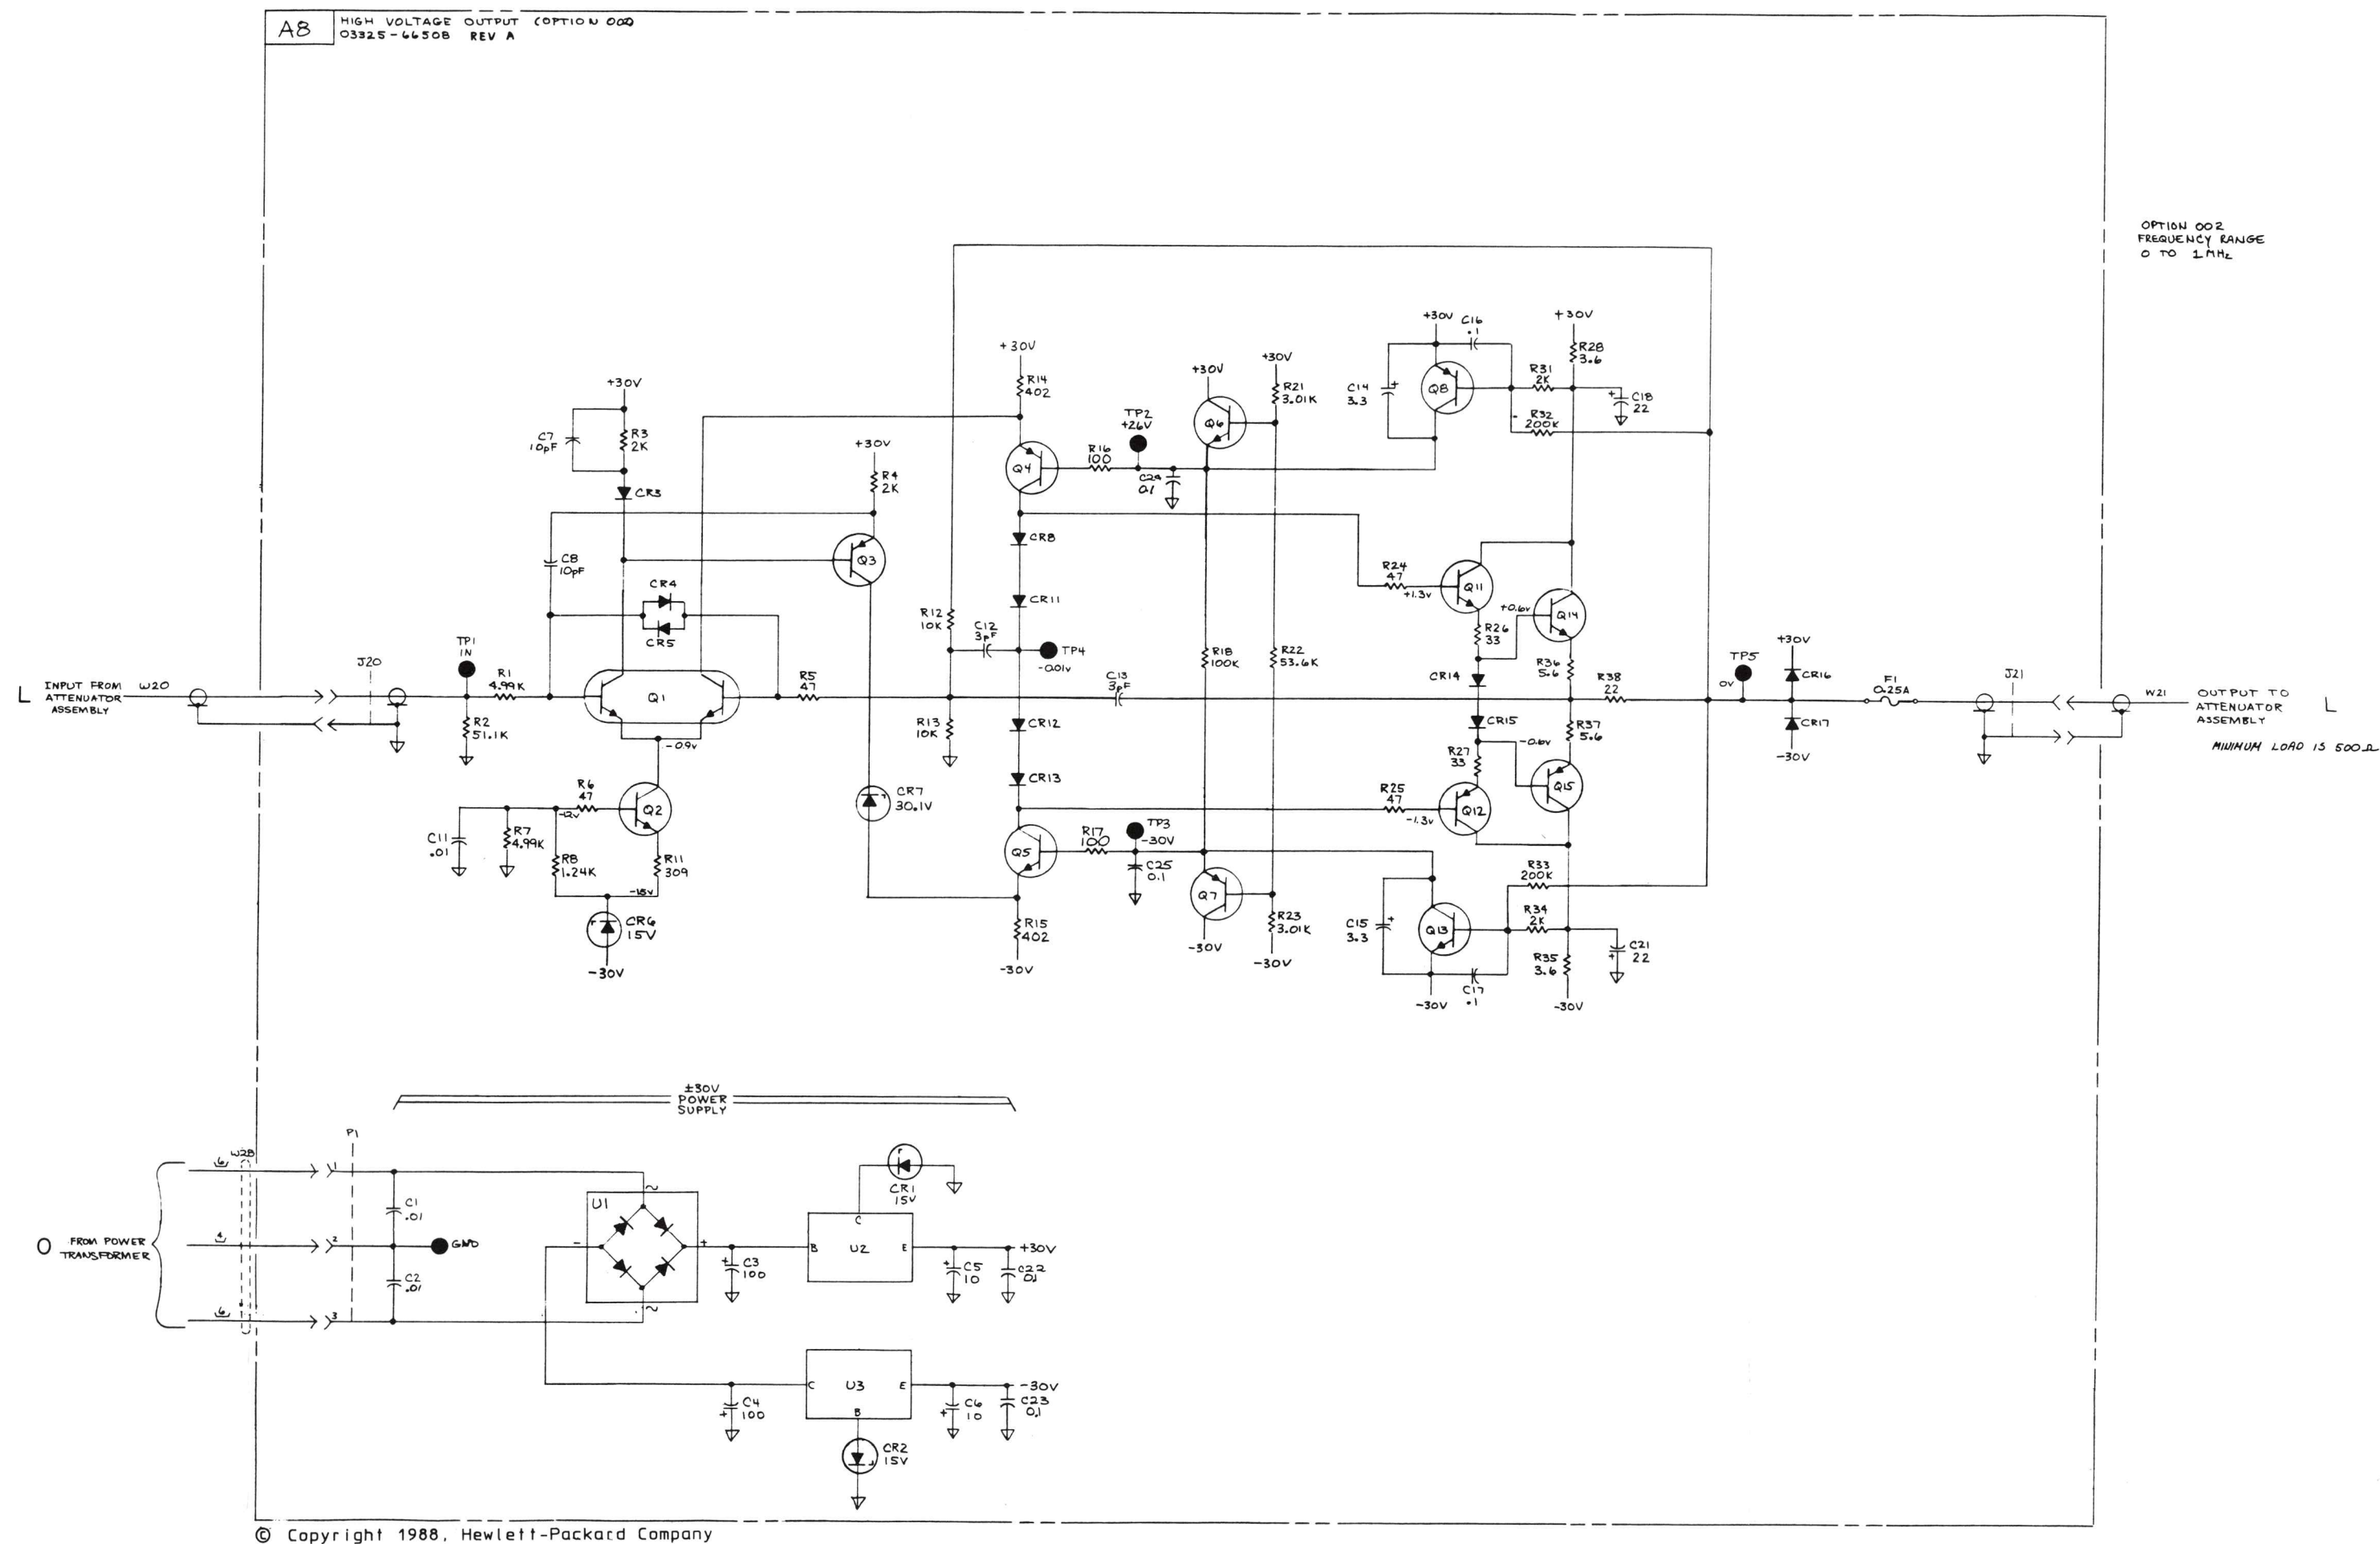 A8
HIGH VOLTAGE OUTPUT (OPTION 002)
03325-66508 REV A
OPTION 002
FREQUENCY RANGE
0 TO 1 MHz
+30V
C16
.1
+30V
R28
3.6
+30V
R14
402
+30V
+30V
R21
3.01K
C14
3.3
+
Q8
R31
2K
+
C18
22
R32
200K
+30V
C7
10pF
R3
2K
TP2
+26V
Q6
+30V
R16
100
Q4
C24
0.1
R4
2K
CR3
CR8
C8
10pF
Q3
R24
47
+1.3V
Q11
CR4
CR11
+0.6V
Q14
CR5
R12
10K
C12
3pF
R26
33
TP4
-0.01V
R18
100K
R22
53.6K
R36
5.6
+30V
TP1
IN
J20
TP5
0V
CR16
F1
0.25A
J21
L
INPUT FROM
ATTENUATOR
ASSEMBLY
W20
R1
4.99K
Q1
R5
47
C13
3pF
CR14
R38
22
W21
OUTPUT TO
ATTENUATOR
ASSEMBLY
L
R2
51.1K
-0.9V
R13
10K
CR12
CR15
-0.6V
R37
5.6
CR17
-30V
MINIMUM LOAD IS 500Ω
R27
33
CR13
Q15
R6
47
-12V
Q2
CR7
30.1V
R25
47
-1.3V
Q12
C11
.01
R7
4.99K
R8
1.24K
R11
309
-15V
R17
100
TP3
-30V
Q5
C25
0.1
R33
200K
Q7
CR6
15V
-30V
R15
402
-30V
R23
3.01K
-30V
-30V
C15
3.3
+
Q13
R34
2K
C21
22
+
R35
3.6
C17
.1
-30V
-30V
±30V
POWER
SUPPLY
P1
W28
6
1
C1
.01
U1
~
CR1
15V
C
O
FROM POWER
TRANSFORMER
4
2
GND
-
+
+
C3
100
B
U2
E
+
C5
10
+30V
C22
0.1
C2
.01
6
3
~
C
U3
E
B
-30V
+
C4
100
+
C6
10
C23
0.1
CR2
15V
© Copyright 1988, Hewlett-Packard Company